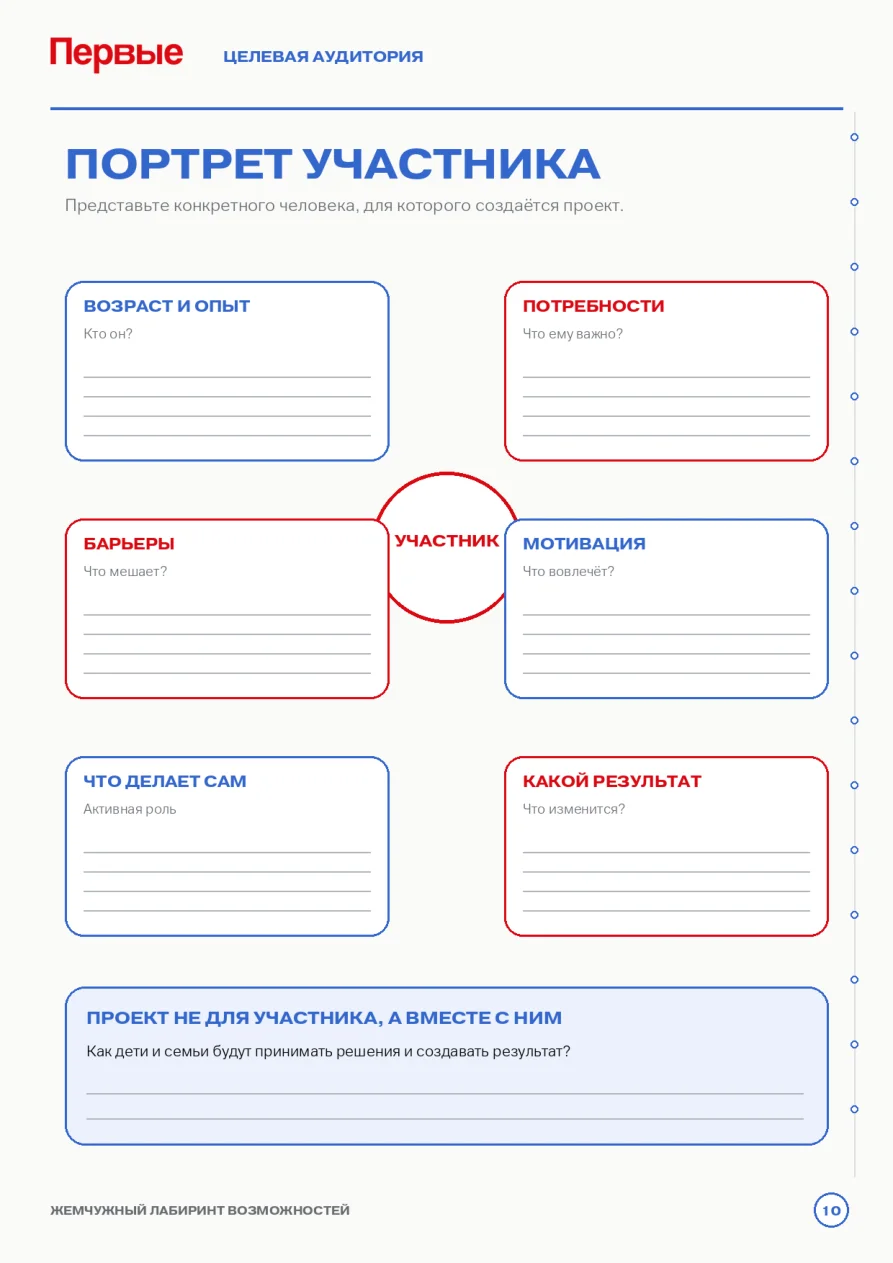 Первые
ЦЕЛЕВАЯ АУДИТОРИЯ
ПОРТРЕТ УЧАСТНИКА
Представьте конкретного человека, для которого создаётся проект.
ВОЗРАСТ И ОПЫТ
Кто он?
ПОТРЕБНОСТИ
Что ему важно?
УЧАСТНИК
БАРЬЕРЫ
Что мешает?
МОТИВАЦИЯ
Что вовлечёт?
ЧТО ДЕЛАЕТ САМ
Активная роль
КАКОЙ РЕЗУЛЬТАТ
Что изменится?
ПРОЕКТ НЕ ДЛЯ УЧАСТНИКА, А ВМЕСТЕ С НИМ
Как дети и семьи будут принимать решения и создавать результат?
ЖЕМЧУЖНЫЙ ЛАБИРИНТ ВОЗМОЖНОСТЕЙ
10